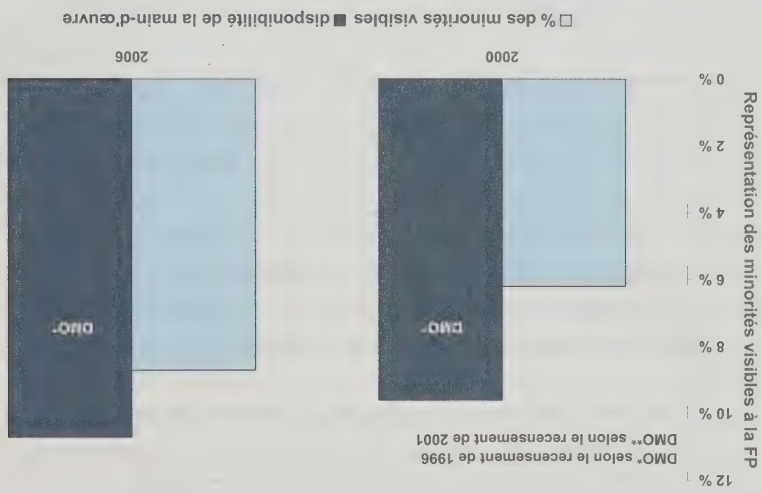 Représentation des minorités visibles à la FP
12 %
10 %
8 %
6 %
4 %
2 %
0 %
DMO* selon le recensement de 1996
DMO** selon le recensement de 2001
DMO*
DMO*
2000
2006
% des minorités visibles disponibilité de la main-d'œuvre